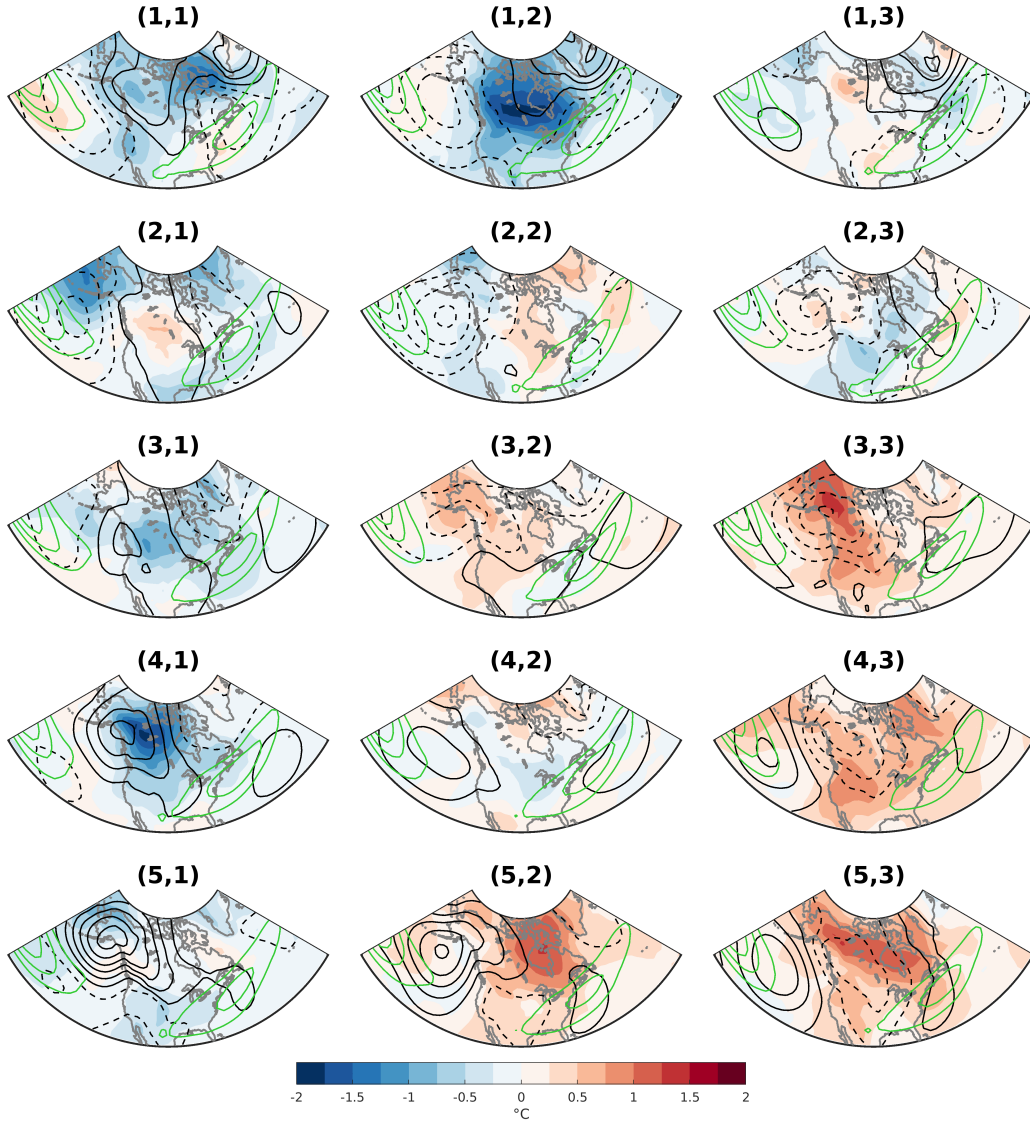 (1,1) (1,2) (1,3)
(2,1) (2,2) (2,3)
(3,1) (3,2) (3,3)
(4,1) (4,2) (4,3)
(5,1) (5,2) (5,3)
-2 -1.5 -1 -0.5 0 0.5 1 1.5 2
°C